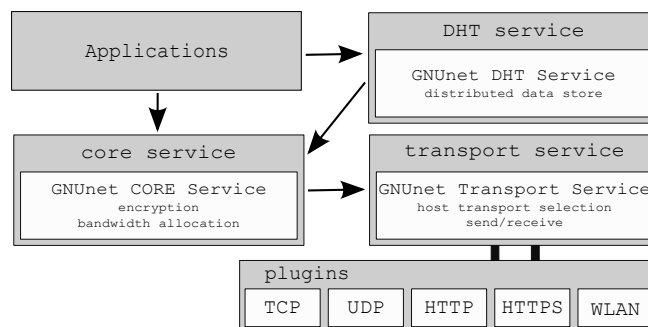 Applications
DHT service
GNUnet DHT Service
distributed data store
core service
GNUnet CORE Service
encryption
bandwidth allocation
transport service
GNUnet Transport Service
host transport selection
send/receive
plugins
TCP
UDP
HTTP
HTTPS
WLAN